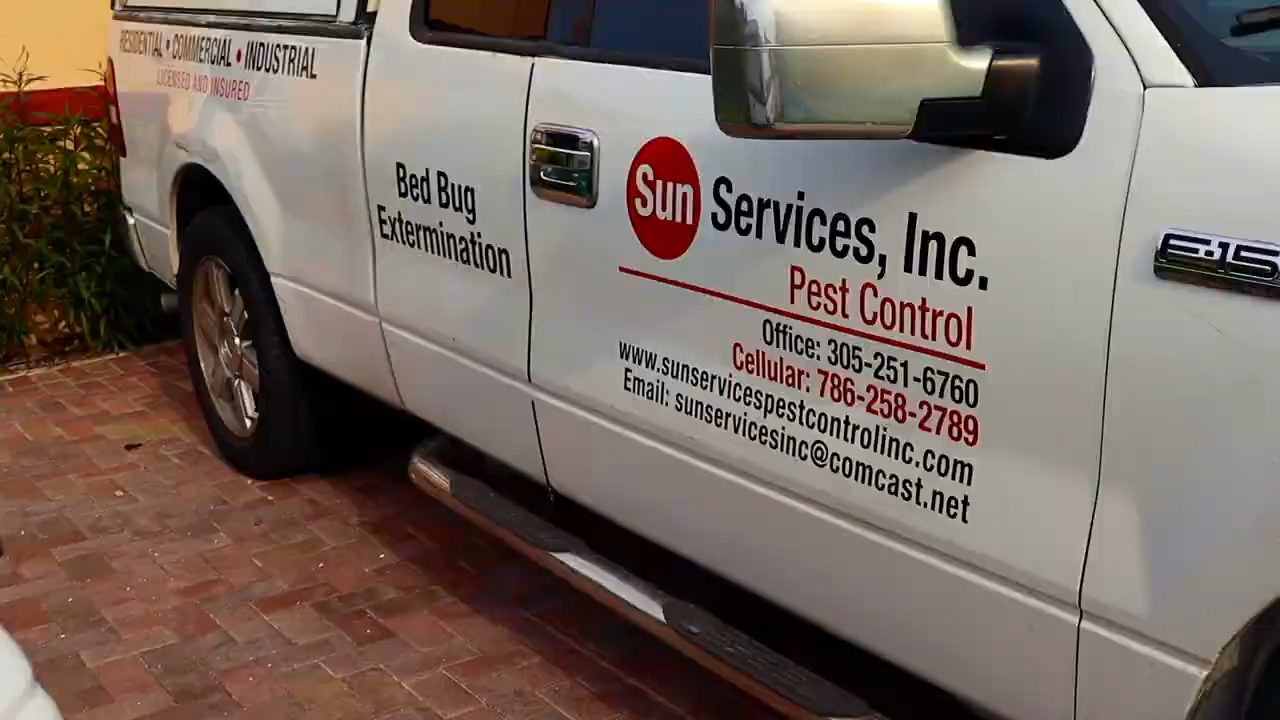 RESIDENTIAL • COMMERCIAL • INDUSTRIAL
LICENSED AND INSURED
Bed Bug
Extermination
Sun Services, Inc.
Pest Control
Office: 305-251-6760
Cellular: 786-258-2789
www.sunservicespestcontrolinc.com
Email: sunservicesinc@comcast.net
F-15